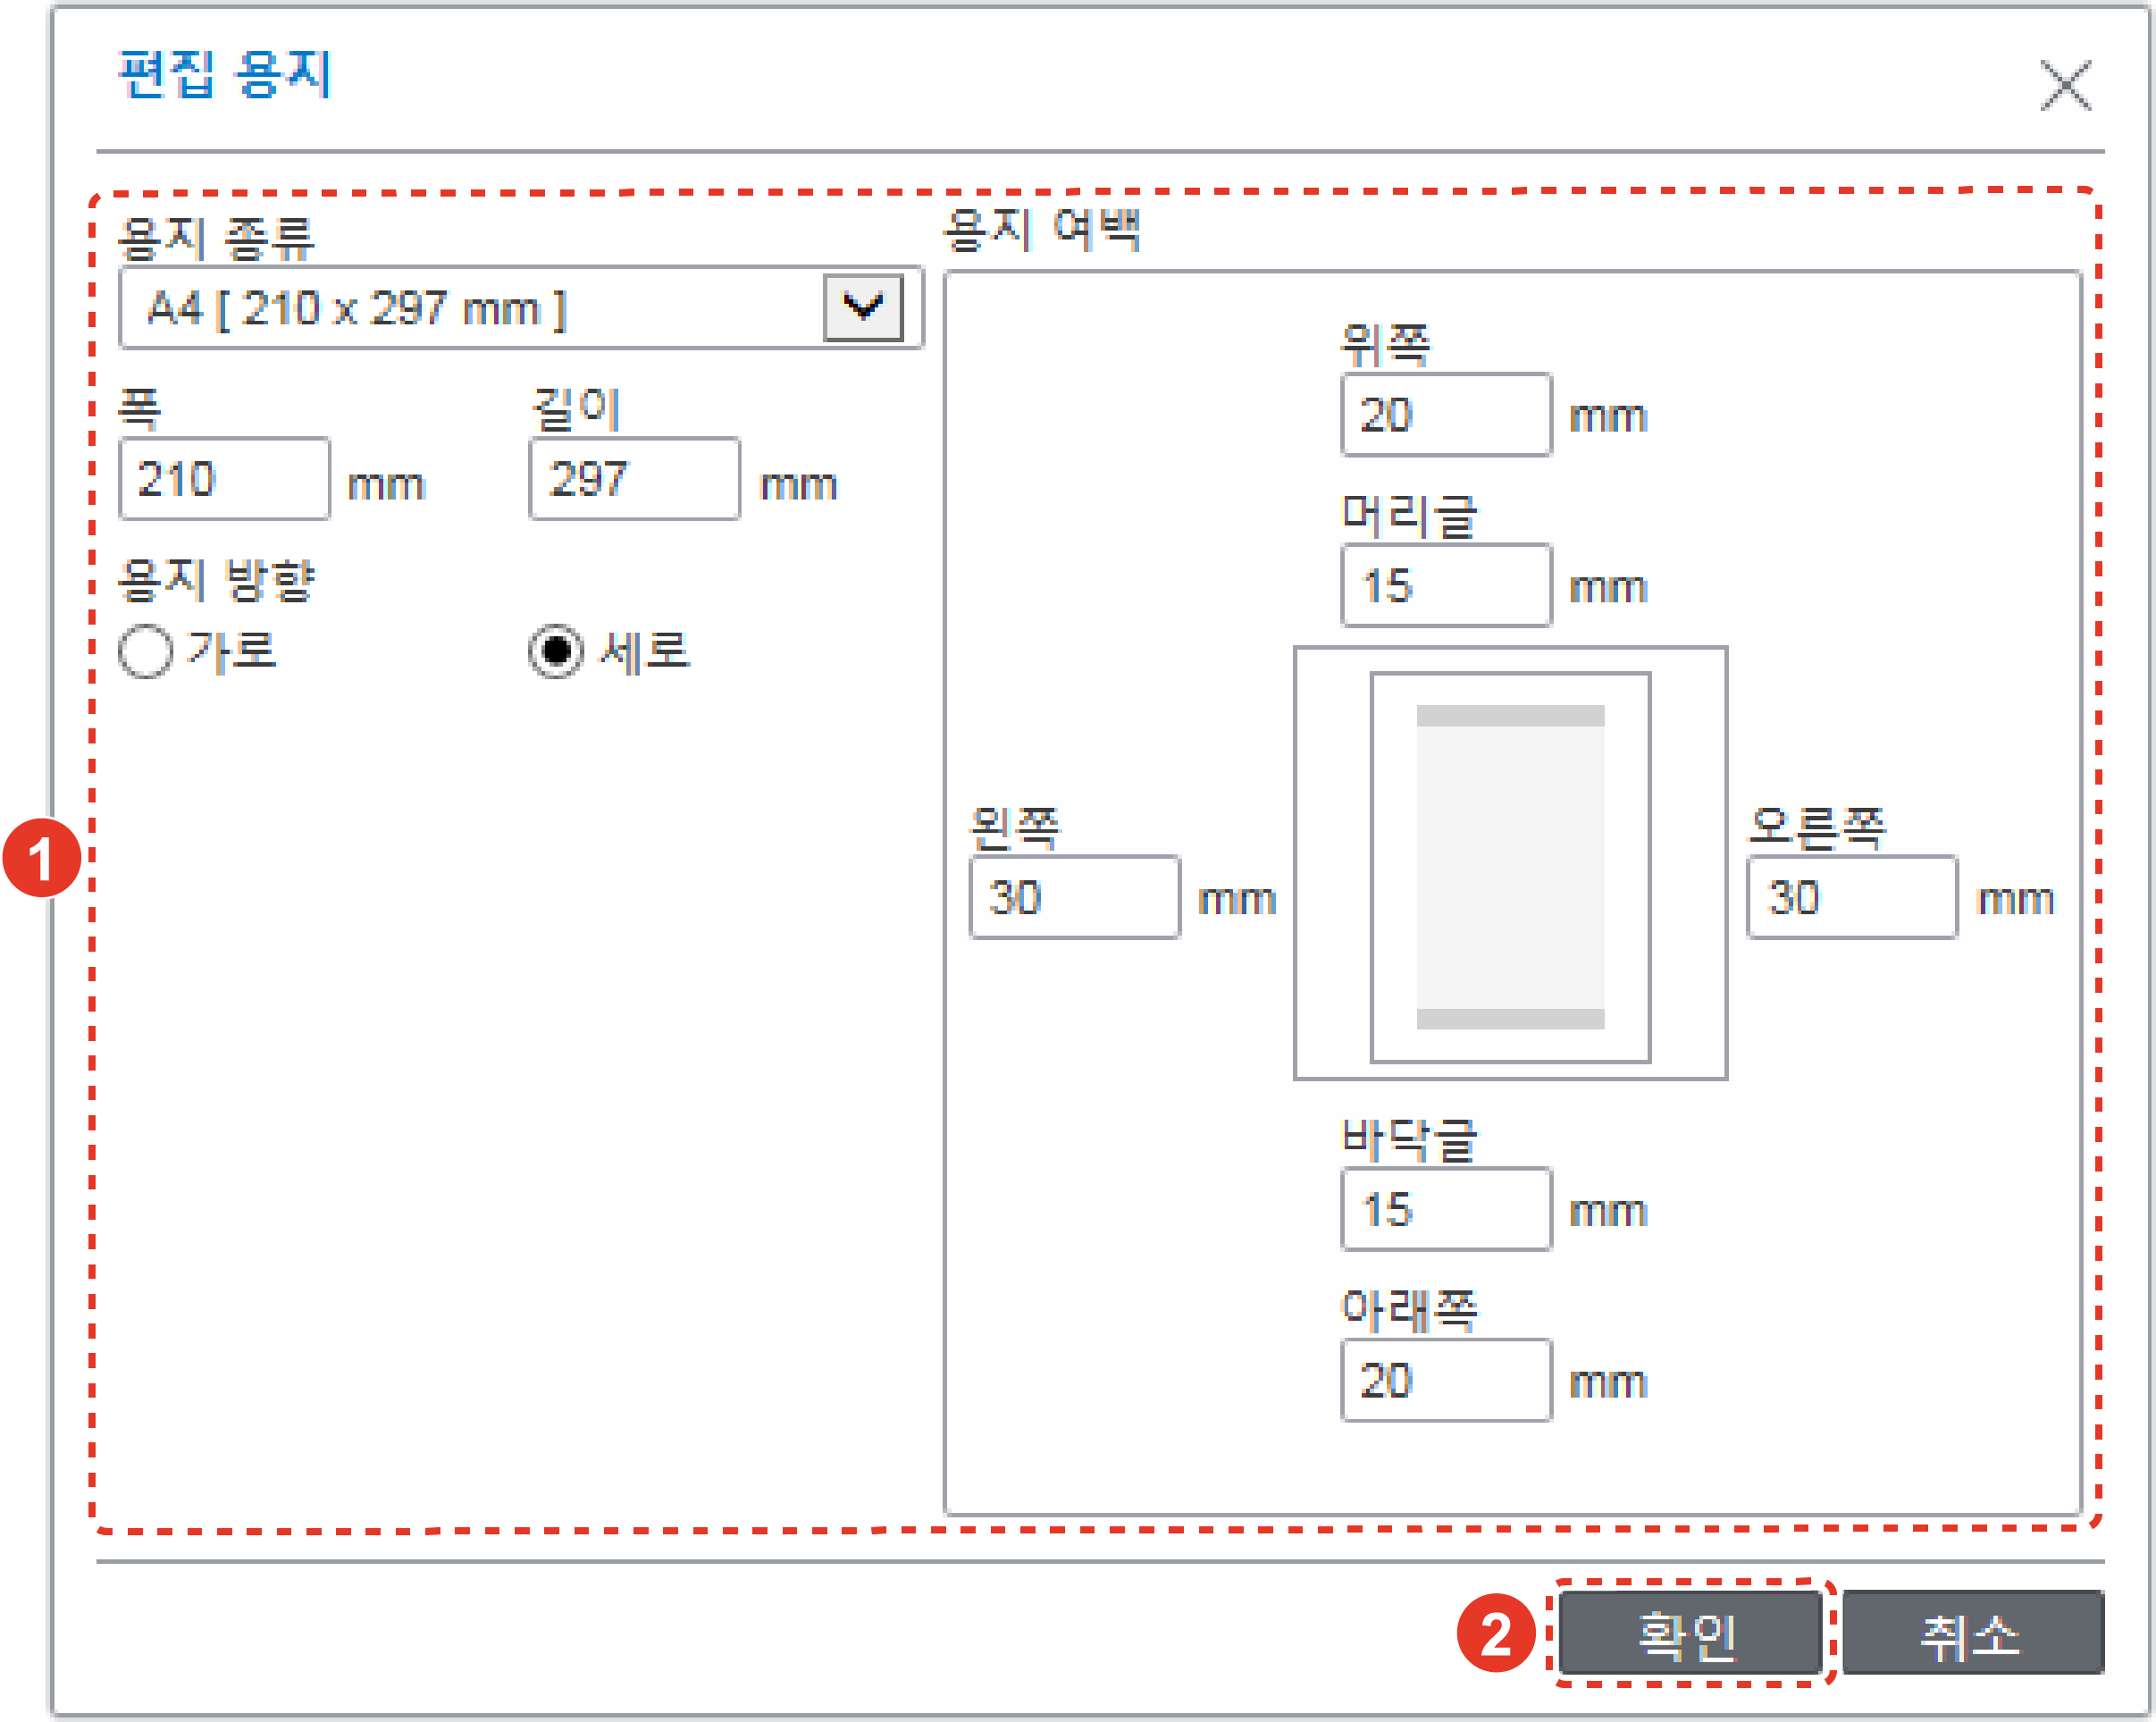 편집 용지
용지 종류
A4 [ 210 x 297 mm ]
폭 길이
210 mm 297 mm
용지 방향
가로 세로
용지 여백
위쪽
20 mm
머리글
15 mm
왼쪽
30 mm
오른쪽
30 mm
바닥글
15 mm
아래쪽
20 mm
1
2
확인 취소